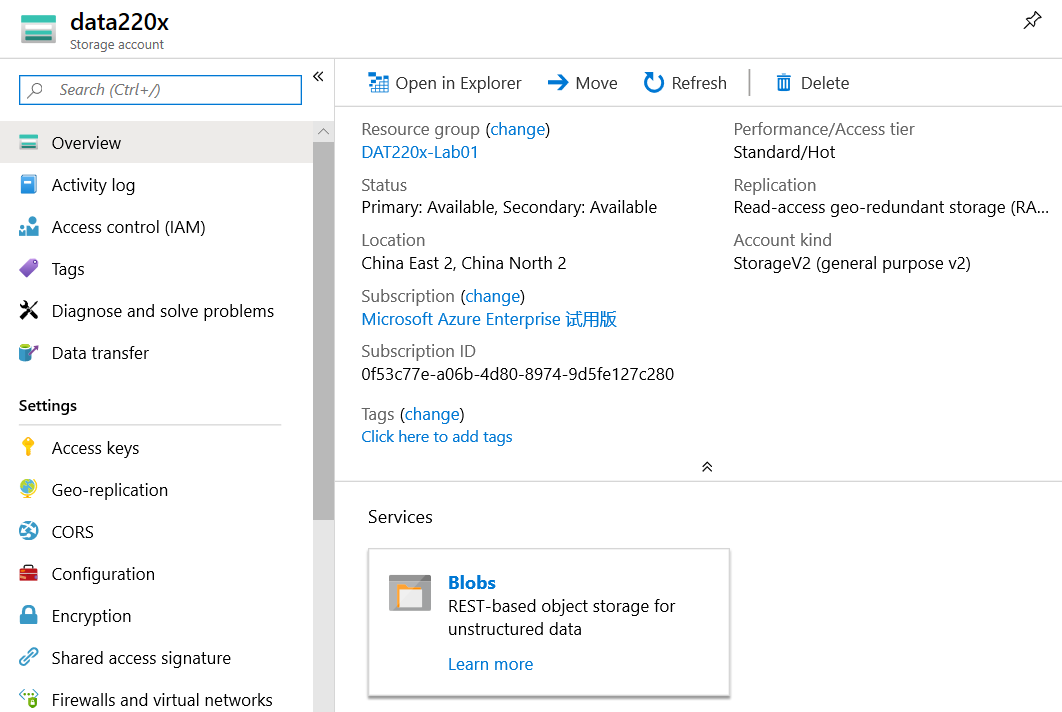 data220x
Storage account
Search (Ctrl+/)
Overview
Activity log
Access control (IAM)
Tags
Diagnose and solve problems
Data transfer
Settings
Access keys
Geo-replication
CORS
Configuration
Encryption
Shared access signature
Firewalls and virtual networks
Open in Explorer
Move
Refresh
Delete
Resource group (change)
DAT220x-Lab01
Status
Primary: Available, Secondary: Available
Location
China East 2, China North 2
Subscription (change)
Microsoft Azure Enterprise 试用版
Subscription ID
0f53c77e-a06b-4d80-8974-9d5fe127c280
Tags (change)
Click here to add tags
Performance/Access tier
Standard/Hot
Replication
Read-access geo-redundant storage (RA...
Account kind
StorageV2 (general purpose v2)
Services
Blobs
REST-based object storage for
unstructured data
Learn more